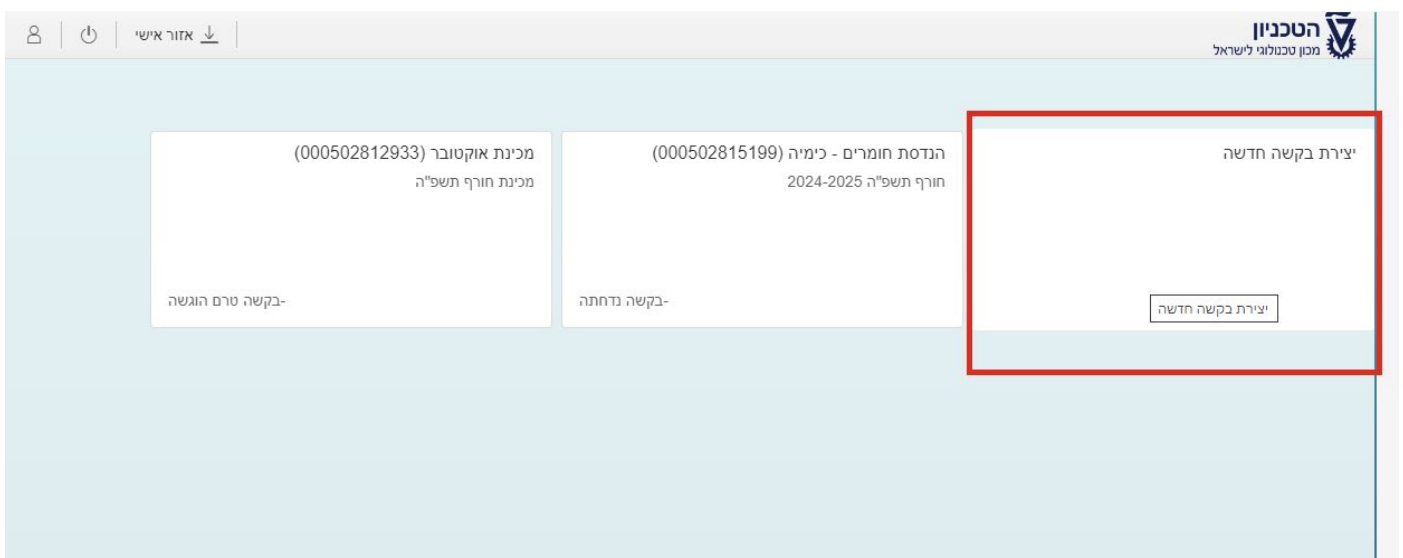 הטכניון
מכון טכנולוגי לישראל
אזור אישי
יצירת בקשה חדשה
יצירת בקשה חדשה
הנדסת חומרים - כימיה (000502815199)
חורף תשפ"ה 2024-2025
-בקשה נדחתה
מכינת אוקטובר (000502812933)
מכינת חורף תשפ"ה
-בקשה טרם הוגשה